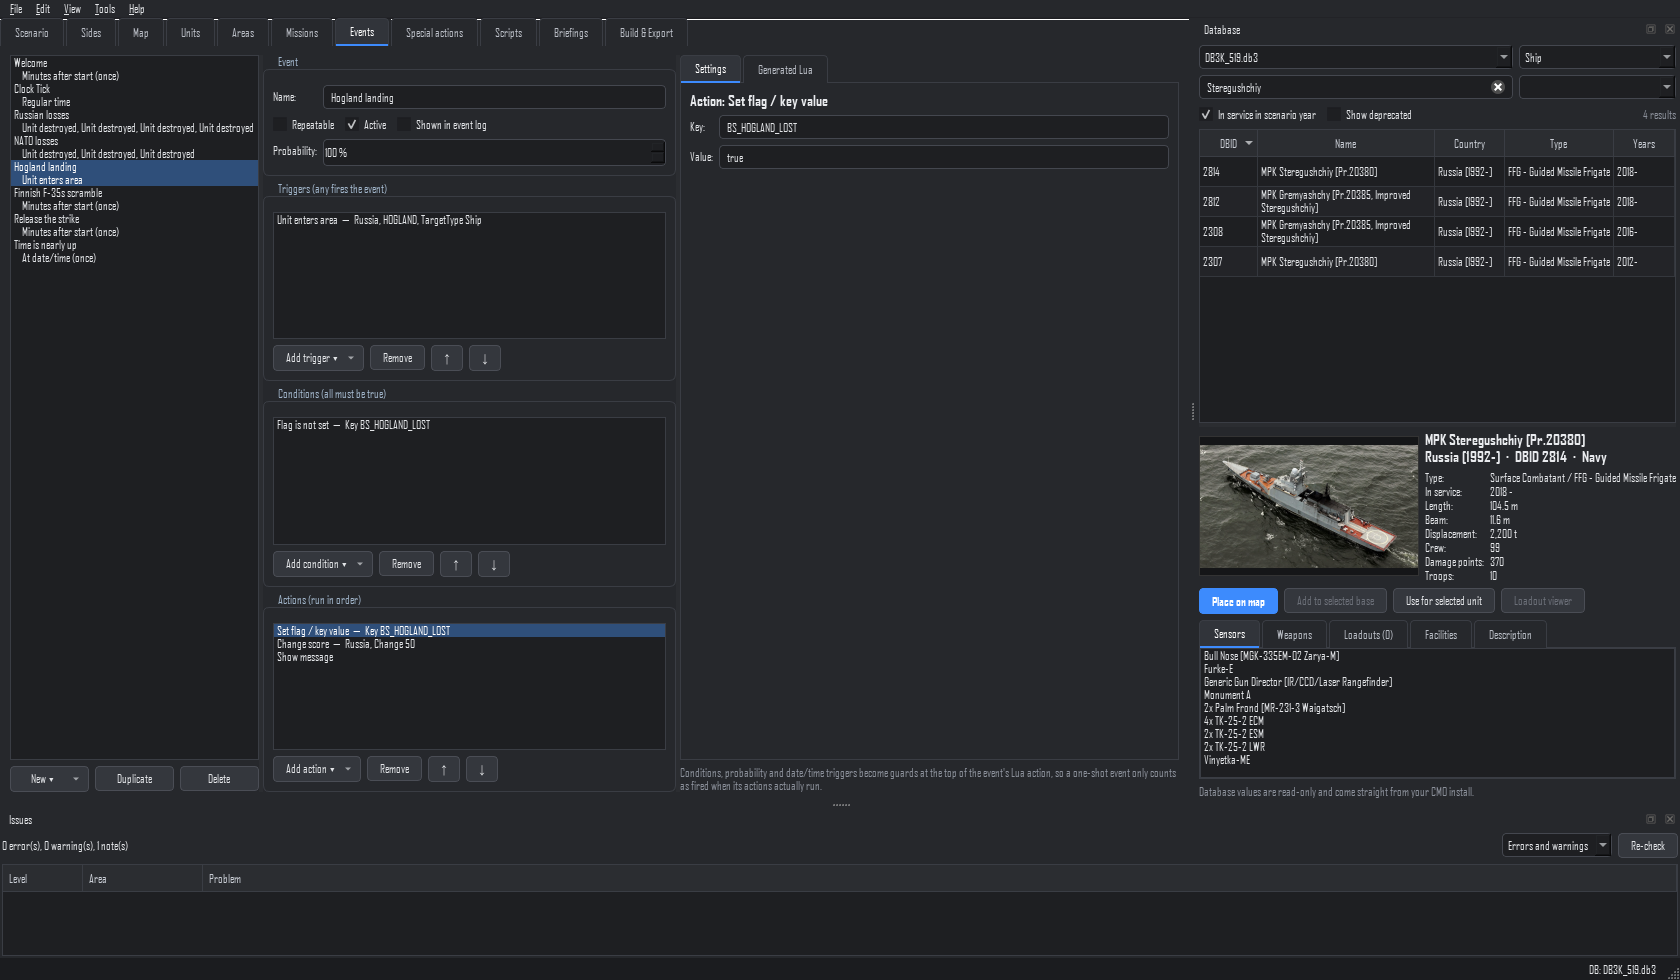 File Edit View Tools Help
Scenario Sides Map Units Areas Missions Events Special actions Scripts Briefings Build & Export
Welcome
Minutes after start (once)
Clock Tick
Regular time
Russian losses
Unit destroyed, Unit destroyed, Unit destroyed, Unit destroyed
NATO losses
Unit destroyed, Unit destroyed, Unit destroyed
Hogland landing
Unit enters area
Finnish F-35s scramble
Minutes after start (once)
Release the strike
Minutes after start (once)
Time is nearly up
At date/time (once)
New ▾ Duplicate Delete
Event
Name: Hogland landing
Repeatable Active Shown in event log
Probability: 100 %
Triggers (any fires the event)
Unit enters area — Russia, HOGLAND, TargetType Ship
Add trigger ▾ Remove ↑ ↓
Conditions (all must be true)
Flag is not set — Key BS_HOGLAND_LOST
Add condition ▾ Remove ↑ ↓
Actions (run in order)
Set flag / key value — Key BS_HOGLAND_LOST
Change score — Russia, Change 50
Show message
Add action ▾ Remove ↑ ↓
Settings Generated Lua
Action: Set flag / key value
Key: BS_HOGLAND_LOST
Value: true
Conditions, probability and date/time triggers become guards at the top of the event's Lua action, so a one-shot event only counts
as fired when its actions actually run.
Database
DB3K_519.db3 Ship
Steregushchiy
In service in scenario year Show deprecated 4 results
DBID Name Country Type Years
2814 MPK Steregushchiy [Pr.20380] Russia [1992-] FFG - Guided Missile Frigate 2018-
2812 MPK Gremyashchy [Pr.20385, Improved Steregushchiy] Russia [1992-] FFG - Guided Missile Frigate 2018-
2308 MPK Gremyashchy [Pr.20385, Improved Steregushchiy] Russia [1992-] FFG - Guided Missile Frigate 2016-
2307 MPK Steregushchiy [Pr.20380] Russia [1992-] FFG - Guided Missile Frigate 2012-
MPK Steregushchiy [Pr.20380]
Russia [1992-] · DBID 2814 · Navy
Type: Surface Combatant / FFG - Guided Missile Frigate
In service: 2018 -
Length: 104.5 m
Beam: 11.6 m
Displacement: 2,200 t
Crew: 99
Damage points: 370
Troops: 10
Place on map Add to selected base Use for selected unit Loadout viewer
Sensors Weapons Loadouts (0) Facilities Description
Bull Nose [MGK-335EM-02 Zarya-M]
Furke-E
Generic Gun Director [IR/CCD/Laser Rangefinder]
Monument A
2x Palm Frond [MR-231-3 Waigatsch]
4x TK-25-2 ECM
2x TK-25-2 ESM
2x TK-25-2 LWR
Vinyetka-ME
Database values are read-only and come straight from your CMO install.
Issues
0 error(s), 0 warning(s), 1 note(s) Errors and warnings Re-check
Level Area Problem
DB: DB3K_519.db3